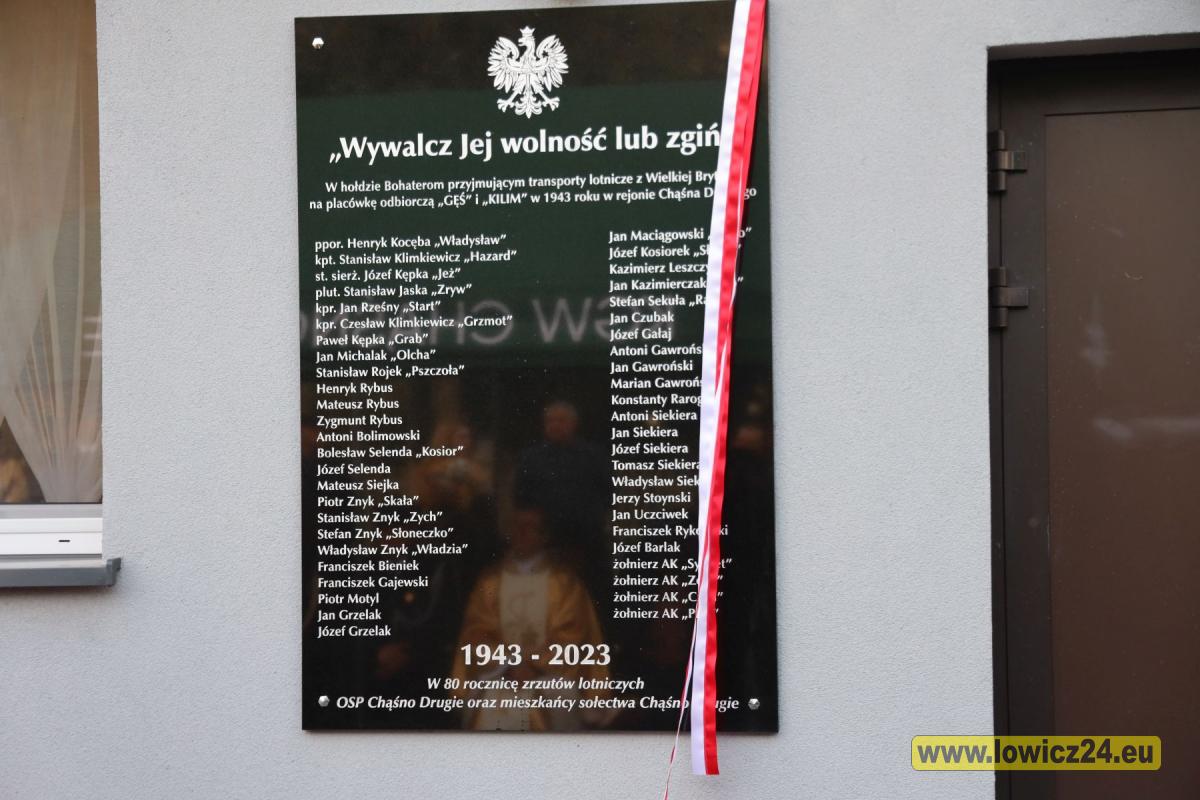 „Wywalcz Jej wolność lub zgiń
W hołdzie Bohaterom przyjmującym transporty lotnicze z Wielkiej
na placówkę odbiorczą „GĘŚ” i „KILIM” w 1943 roku w rejonie Chąśna
ppor. Henryk Kocęba „Władysław”
kpt. Stanisław Klimkiewicz „Hazard”
st. sierż. Józef Kępka „Jeż”
plut. Stanisław Jaska „Zryw”
kpr. Jan Rześny „Start”
kpr. Czesław Klimkiewicz „Grzmot”
Paweł Kępka „Grab”
Jan Michalak „Olcha”
Stanisław Rojek „Pszczoła”
Henryk Rybus
Mateusz Rybus
Zygmunt Rybus
Antoni Bolimowski
Bolesław Selenda „Kosior”
Józef Selenda
Mateusz Siejka
Piotr Znyk „Skała”
Stanisław Znyk „Zych”
Stefan Znyk „Słoneczko”
Władysław Znyk „Władzia”
Franciszek Bieniek
Franciszek Gajewski
Piotr Motyl
Jan Grzelak
Józef Grzelak
Jan Maciągowski
Józef Kosiorek
Kazimierz
Jan Kazimierczak
Stefan Sekuła
Jan Czubak
Józef Gałaj
Antoni
Jan Gawroński
Marian
Konstanty
Antoni Siekiera
Jan Siekiera
Józef Siekiera
Tomasz Siekiera
Władysław
Jerzy Stoynski
Jan Uczciwek
Franciszek
Józef Barlak
żołnierz AK
żołnierz AK
żołnierz AK
żołnierz AK
1943 - 2023
W 80 rocznicę zrzutów lotniczych
OSP Chąśno Drugie oraz mieszkańcy sołectwa Chąśno
www.lowicz24.eu